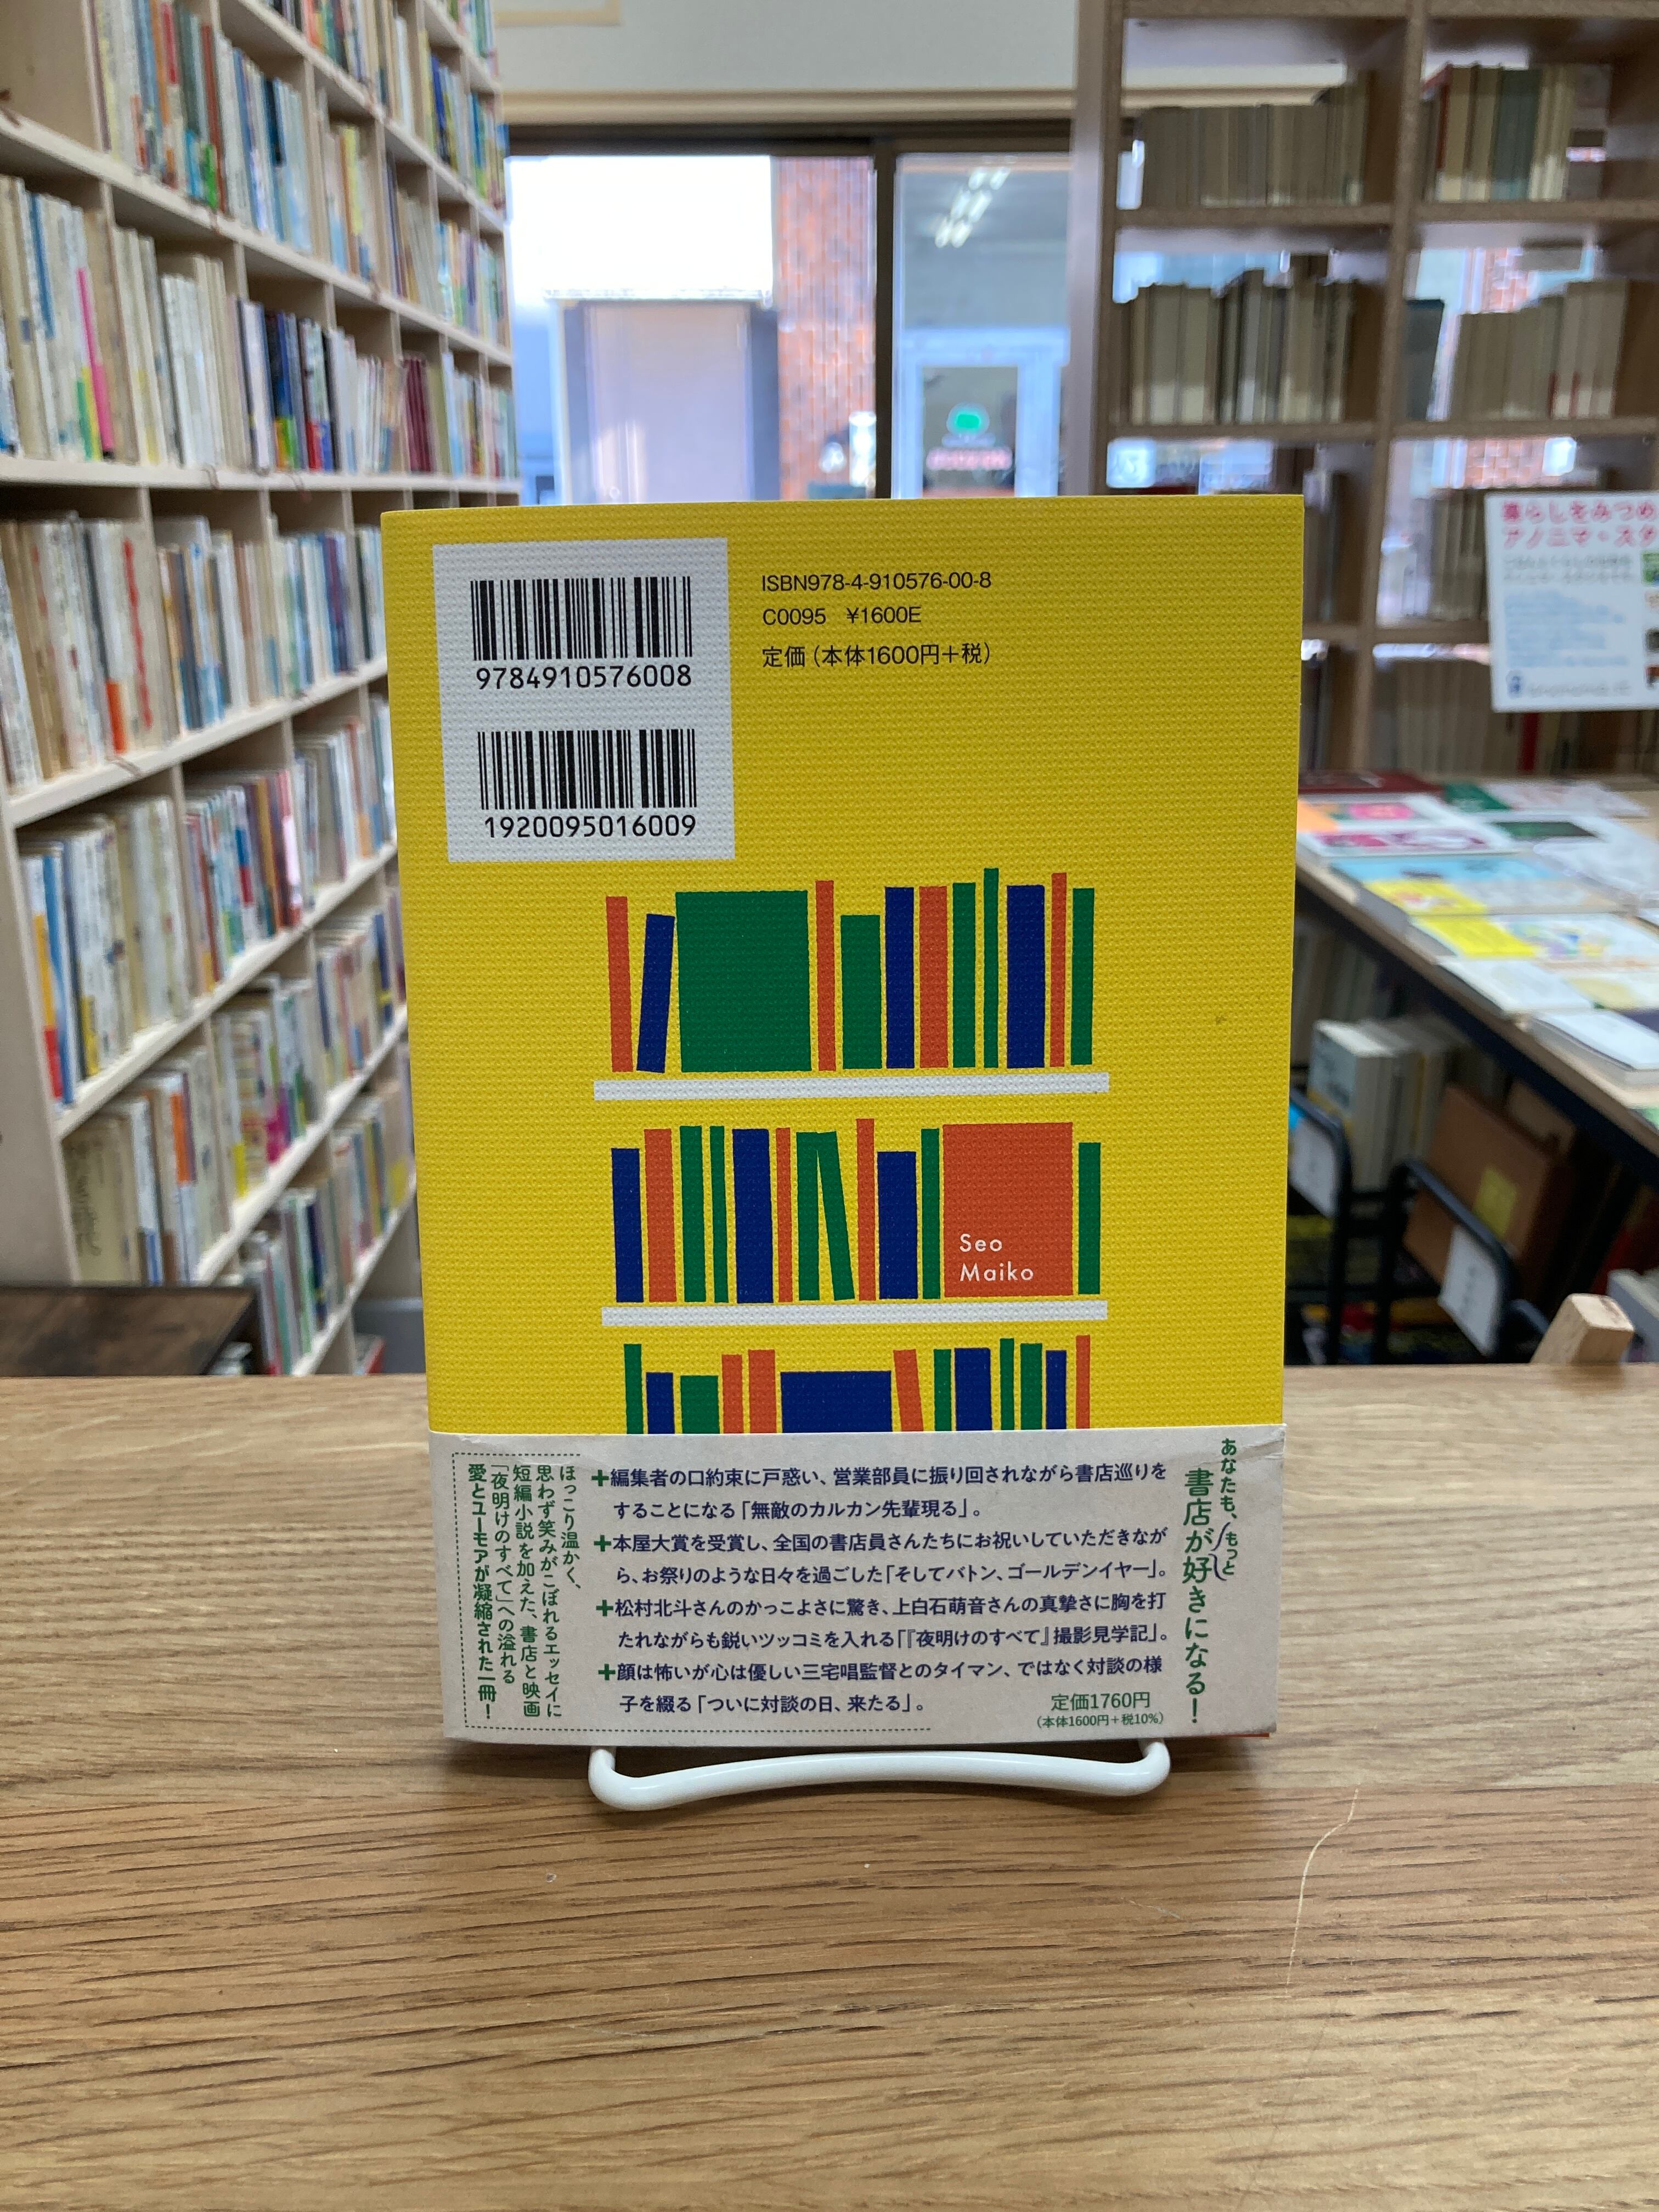 暮らしをみつめ
アノニマ・スタ
9784910576008
1920095016009
ISBN978-4-910576-00-8
C0095 ¥1600E
定価（本体1600円＋税）
Seo
Maiko
あなたも、もっと
書店が好きになる！
✚編集者の口約束に戸惑い、営業部員に振り回されながら書店巡りを
することになる「無敵のカルカン先輩現る」。
✚本屋大賞を受賞し、全国の書店員さんたちにお祝いしていただきなが
ら、お祭りのような日々を過ごした「そしてバトン、ゴールデンイヤー」。
✚松村北斗さんのかっこよさに驚き、上白石萌音さんの真摯さに胸を打
たれながらも鋭いツッコミを入れる「『夜明けのすべて』撮影見学記」。
✚顔は怖いが心は優しい三宅唱監督とのタイマン、ではなく対談の様
子を綴る「ついに対談の日、来たる」。
定価1760円
（本体1600円＋税10%）
ほっこり温かく、
思わず笑みがこぼれるエッセイに
短編小説を加えた、書店と映画
「夜明けのすべて」への溢れる
愛とユーモアが凝縮された一冊！